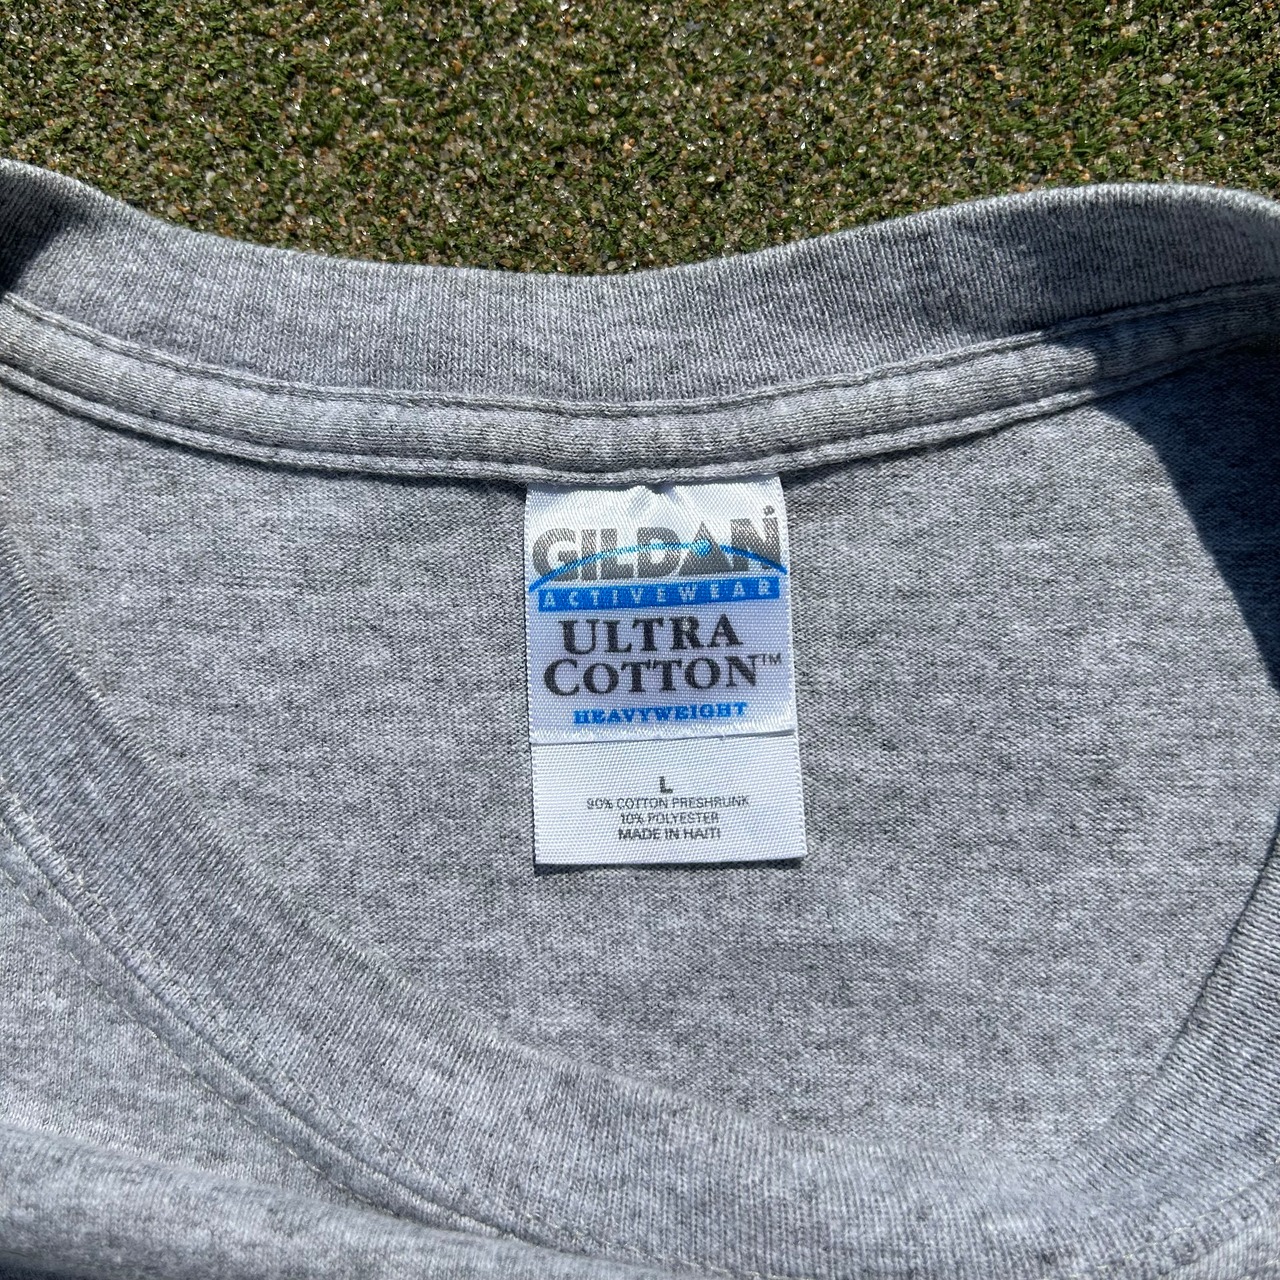 GILDAN
ACTIVEWEAR
ULTRA
COTTON™
HEAVYWEIGHT
L
90% COTTON PRESHRUNK
10% POLYESTER
MADE IN HAITI